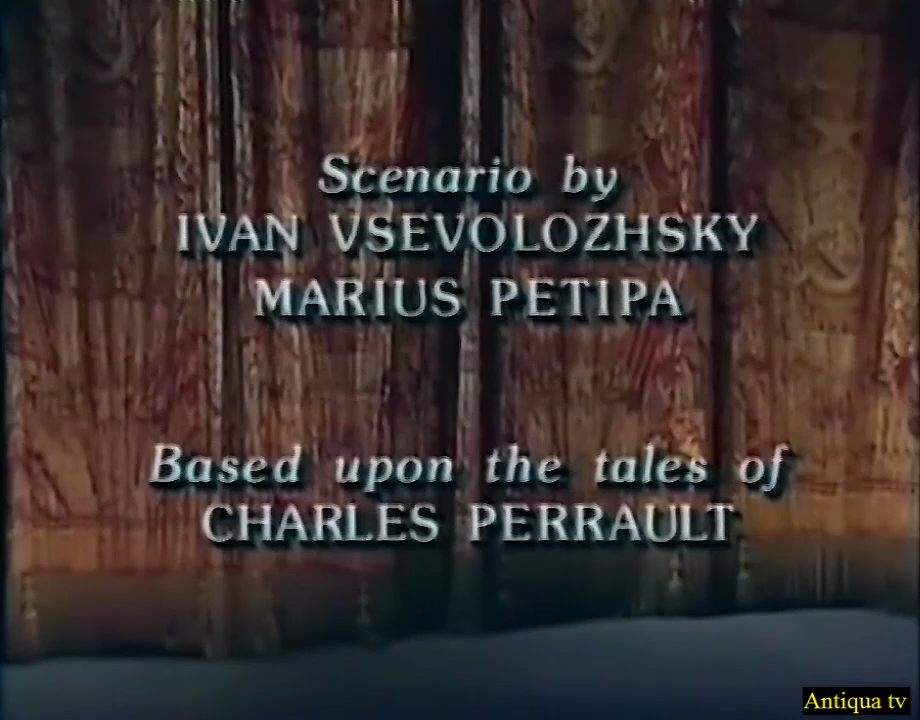 Scenario by
IVAN VSEVOLOZHSKY
MARIUS PETIPA
Based upon the tales of
CHARLES PERRAULT
Antiqua tv